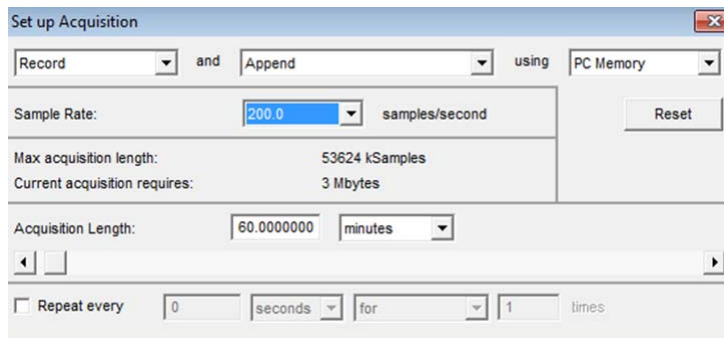 Set up Acquisition
Record and Append using PC Memory
Sample Rate: 200.0 samples/second Reset
Max acquisition length: 53624 kSamples
Current acquisition requires: 3 Mbytes
Acquisition Length: 60.0000000 minutes
Repeat every 0 seconds for 1 times